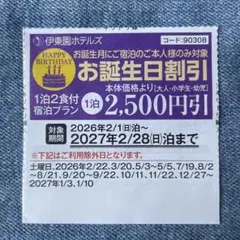 伊東園ホテルズ
コード:90308
HAPPY BIRTHDAY
お誕生月にご宿泊のご本人様のみ対象
お誕生日割引
1泊2食付
宿泊プラン
本体価格より[大人・小学生・幼児]
1泊 2,500円引
対象期間
2026年2/1(日)泊〜
2027年2/28(日)泊まで
*下記はご利用除外日となります。
土曜日、2026年2/22.3/20.5/3〜5/5.7/19.8/2
〜8/21.9/20〜9/22.10/11.11/22.12/27〜
2027年1/3.1/10